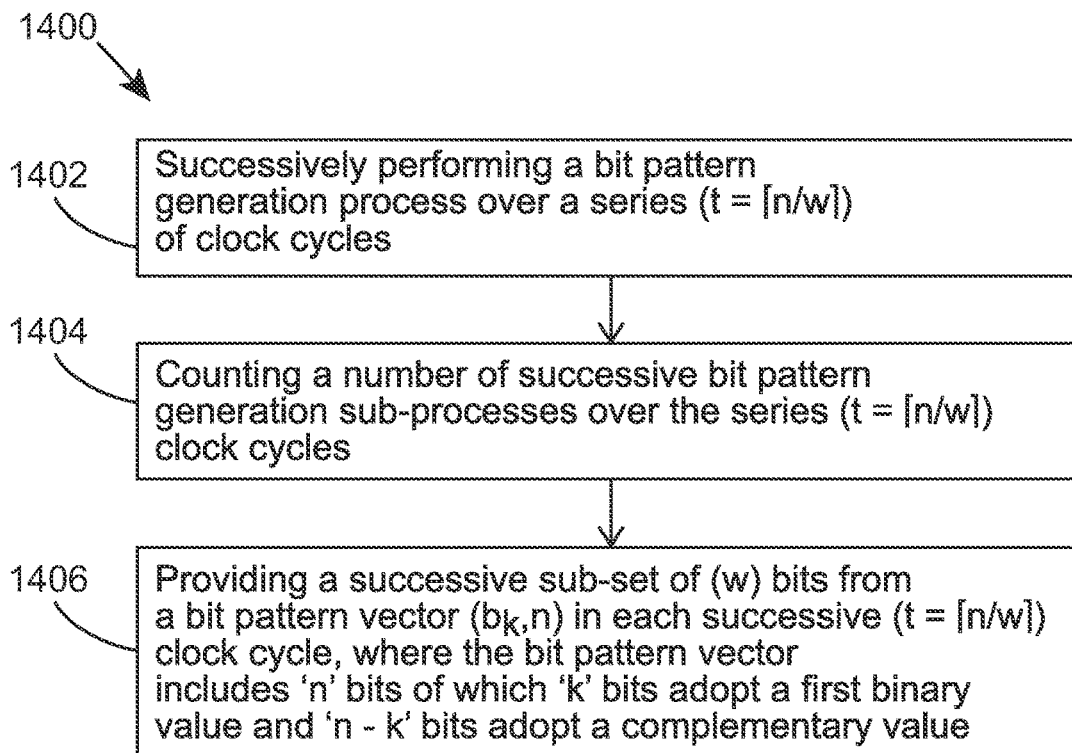 1400
1402
Successively performing a bit pattern
generation process over a series (t = ⌈n/w⌉)
of clock cycles
1404
Counting a number of successive bit pattern
generation sub-processes over the series (t = ⌈n/w⌉)
clock cycles
1406
Providing a successive sub-set of (w) bits from
a bit pattern vector (bk,n) in each successive (t = ⌈n/w⌉)
clock cycle, where the bit pattern vector
includes ‘n’ bits of which ‘k’ bits adopt a first binary
value and ‘n - k’ bits adopt a complementary value